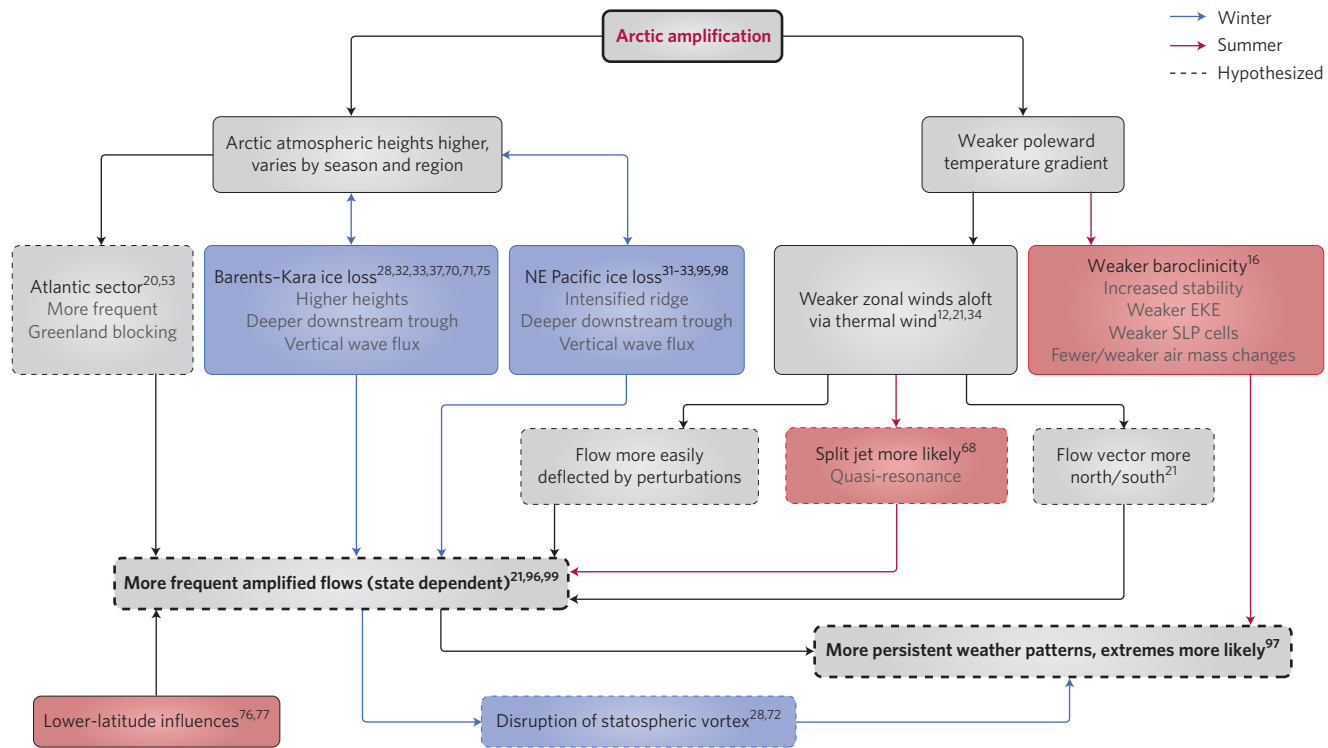 Arctic amplification
Winter
Summer
Hypothesized
Arctic atmospheric heights higher,
varies by season and region
Weaker poleward
temperature gradient
Atlantic sector20,53
More frequent
Greenland blocking
Barents–Kara ice loss28,32,33,37,70,71,75
Higher heights
Deeper downstream trough
Vertical wave flux
NE Pacific ice loss31–33,95,98
Intensified ridge
Deeper downstream trough
Vertical wave flux
Weaker zonal winds aloft
via thermal wind12,21,34
Weaker baroclinicity16
Increased stability
Weaker EKE
Weaker SLP cells
Fewer/weaker air mass changes
Flow more easily
deflected by perturbations
Split jet more likely68
Quasi-resonance
Flow vector more
north/south21
More frequent amplified flows (state dependent)21,96,99
More persistent weather patterns, extremes more likely97
Lower-latitude influences76,77
Disruption of statospheric vortex28,72